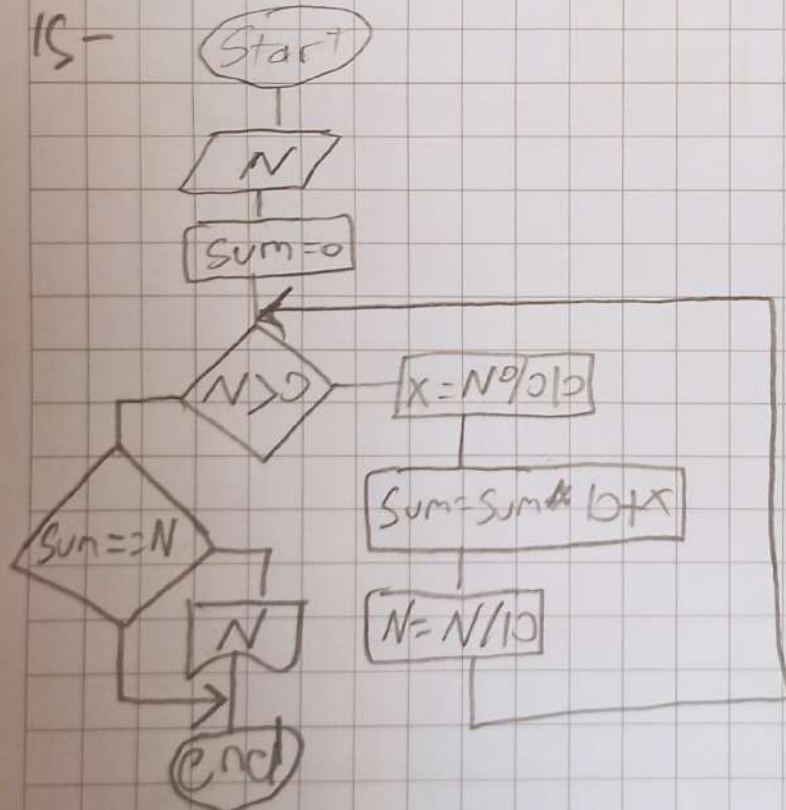 15-
Start
N
Sum=0
N>0
X=N%10
Sum=Sum* 10+X
Sum==N
N
N=N/10
end